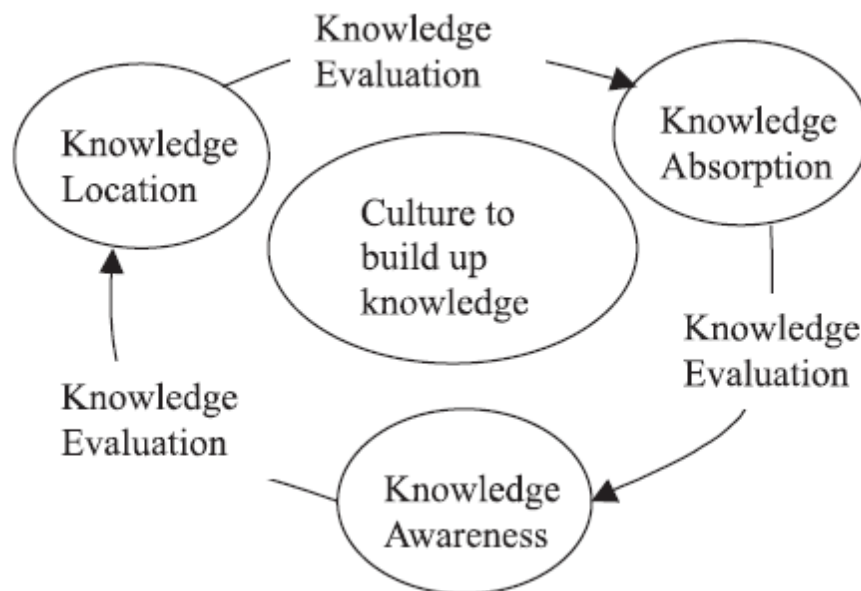 Knowledge
Evaluation
Knowledge
Location
Knowledge
Absorption
Culture to
build up
knowledge
Knowledge
Evaluation
Knowledge
Evaluation
Knowledge
Awareness